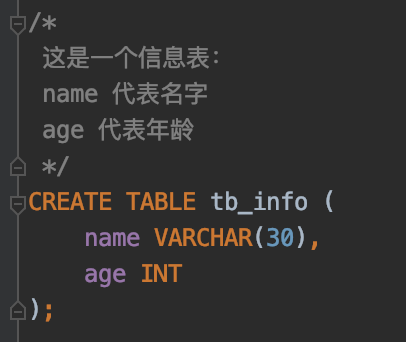 /*
这是一个信息表：
name 代表名字
age 代表年龄
*/
CREATE TABLE tb_info (
name VARCHAR(30),
age INT
);